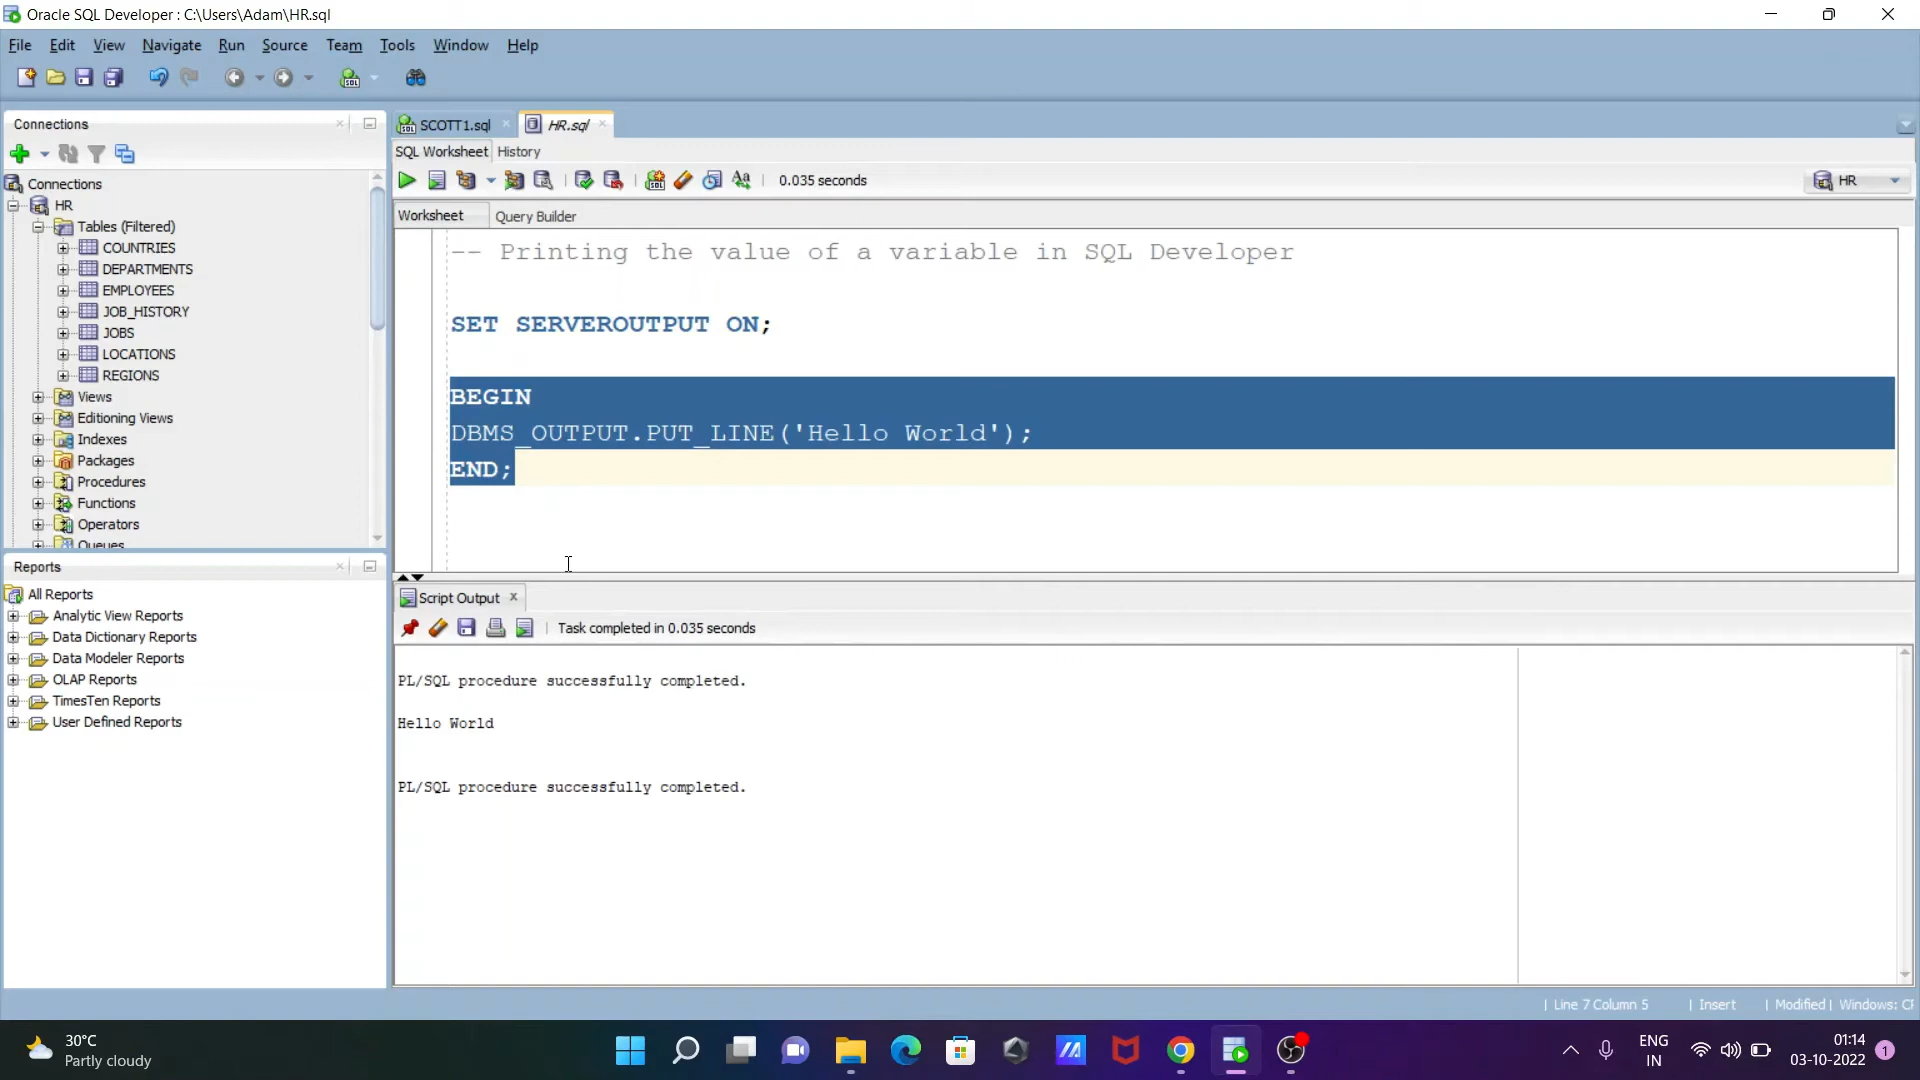 Oracle SQL Developer : C:\Users\Adam\HR.sql
File Edit View Navigate Run Source Team Tools Window Help
Connections
Connections
HR
Tables (Filtered)
COUNTRIES
DEPARTMENTS
EMPLOYEES
JOB_HISTORY
JOBS
LOCATIONS
REGIONS
Views
Editioning Views
Indexes
Packages
Procedures
Functions
Operators
Queues
Reports
All Reports
Analytic View Reports
Data Dictionary Reports
Data Modeler Reports
OLAP Reports
TimesTen Reports
User Defined Reports
SCOTT1.sql HR.sql
SQL Worksheet History
0.035 seconds
HR
Worksheet Query Builder
-- Printing the value of a variable in SQL Developer
SET SERVEROUTPUT ON;
BEGIN
DBMS_OUTPUT.PUT_LINE('Hello World');
END;
Script Output
Task completed in 0.035 seconds
PL/SQL procedure successfully completed.
Hello World
PL/SQL procedure successfully completed.
| Line 7 Column 5 | Insert | Modified | Windows: CF
30°C
Partly cloudy
ENG
IN
01:14
03-10-2022
1